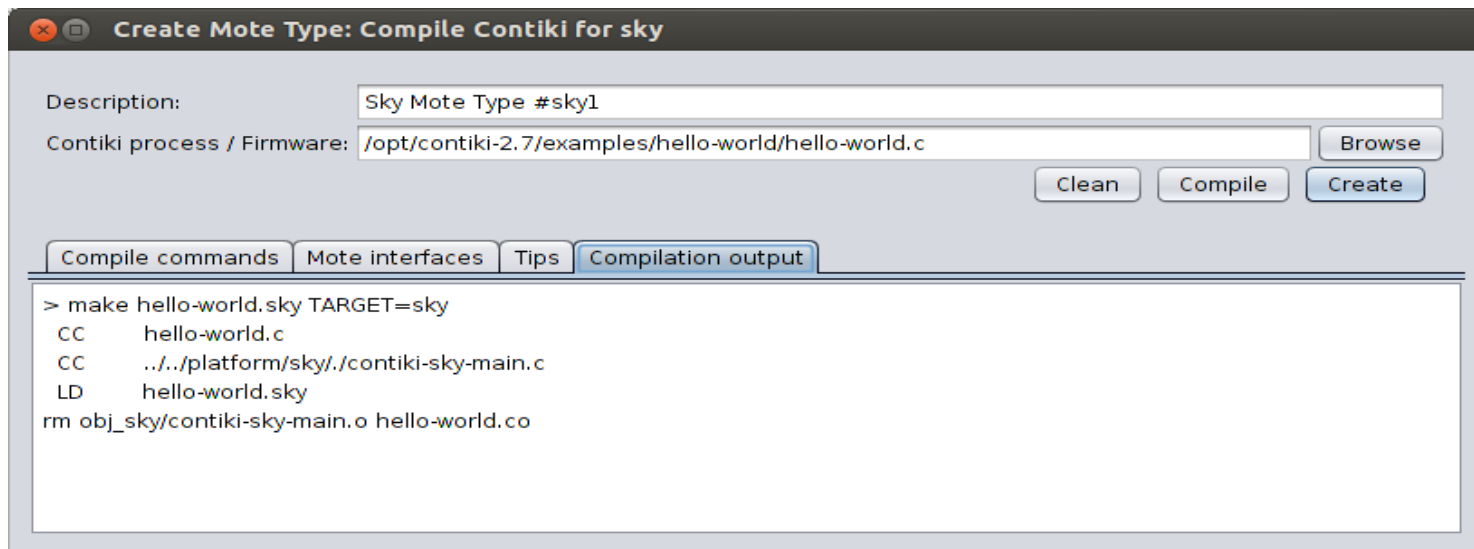 Create Mote Type: Compile Contiki for sky
Description: Sky Mote Type #sky1
Contiki process / Firmware: /opt/contiki-2.7/examples/hello-world/hello-world.c Browse
Clean Compile Create
Compile commands Mote interfaces Tips Compilation output
> make hello-world.sky TARGET=sky
CC hello-world.c
CC ../../platform/sky/./contiki-sky-main.c
LD hello-world.sky
rm obj_sky/contiki-sky-main.o hello-world.co